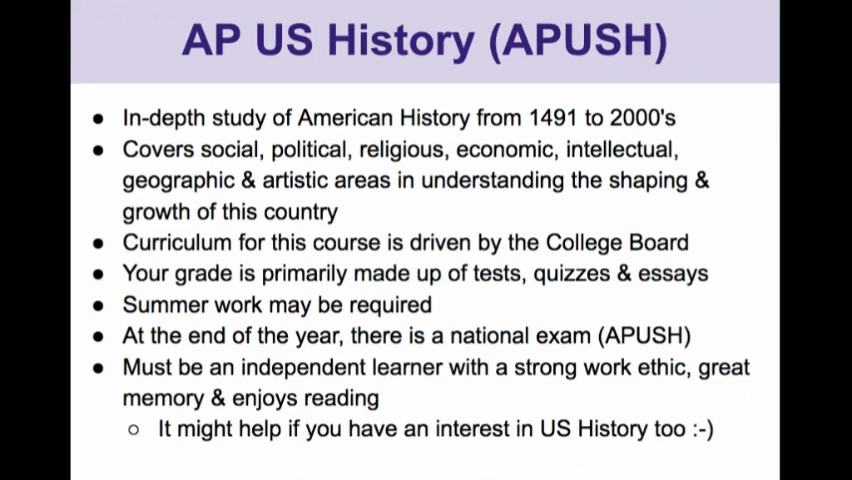 AP US History (APUSH)
● In-depth study of American History from 1491 to 2000's
● Covers social, political, religious, economic, intellectual,
geographic & artistic areas in understanding the shaping &
growth of this country
● Curriculum for this course is driven by the College Board
● Your grade is primarily made up of tests, quizzes & essays
● Summer work may be required
● At the end of the year, there is a national exam (APUSH)
● Must be an independent learner with a strong work ethic, great
memory & enjoys reading
○ It might help if you have an interest in US History too :-)